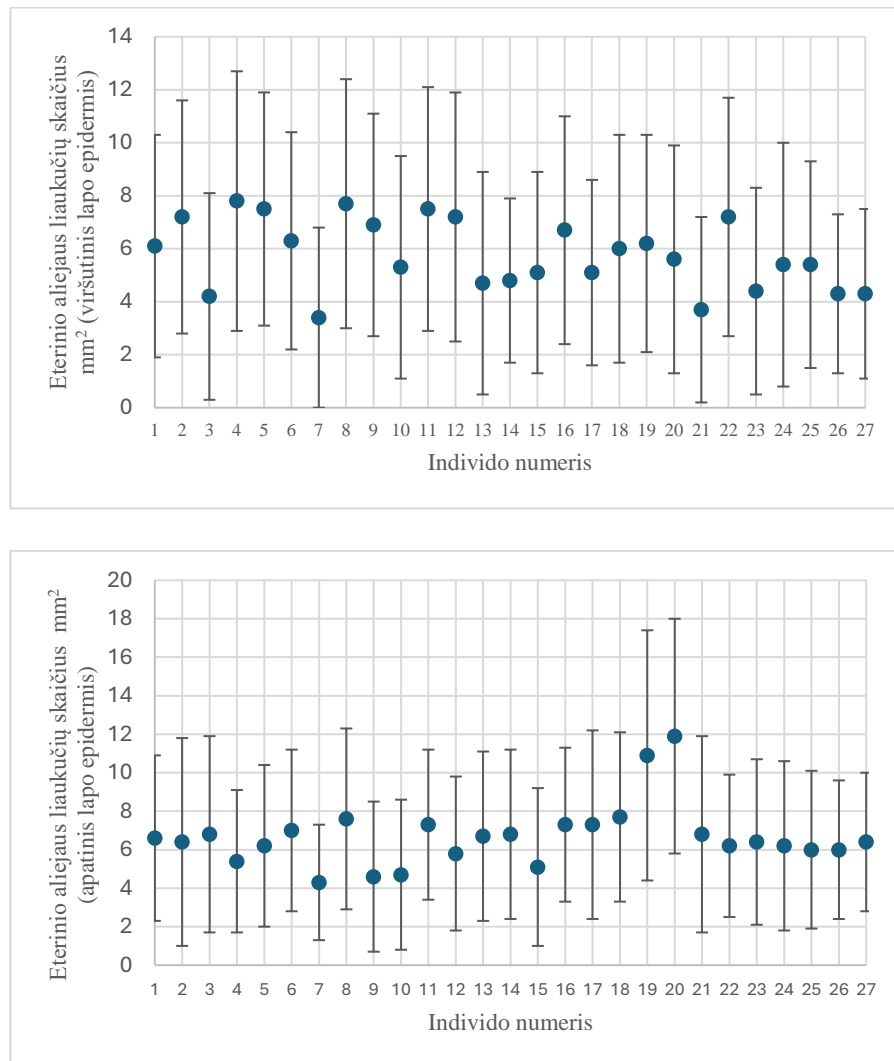 14
12
10
8
6
4
2
0
Eterinio aliejaus liaukučių skaičius
mm² (viršutinis lapo epidermis)
1 2 3 4 5 6 7 8 9 10 11 12 13 14 15 16 17 18 19 20 21 22 23 24 25 26 27
Individo numeris
20
18
16
14
12
10
8
6
4
2
0
Eterinio aliejaus liaukučių skaičius mm²
(apatinis lapo epidermis)
1 2 3 4 5 6 7 8 9 10 11 12 13 14 15 16 17 18 19 20 21 22 23 24 25 26 27
Individo numeris